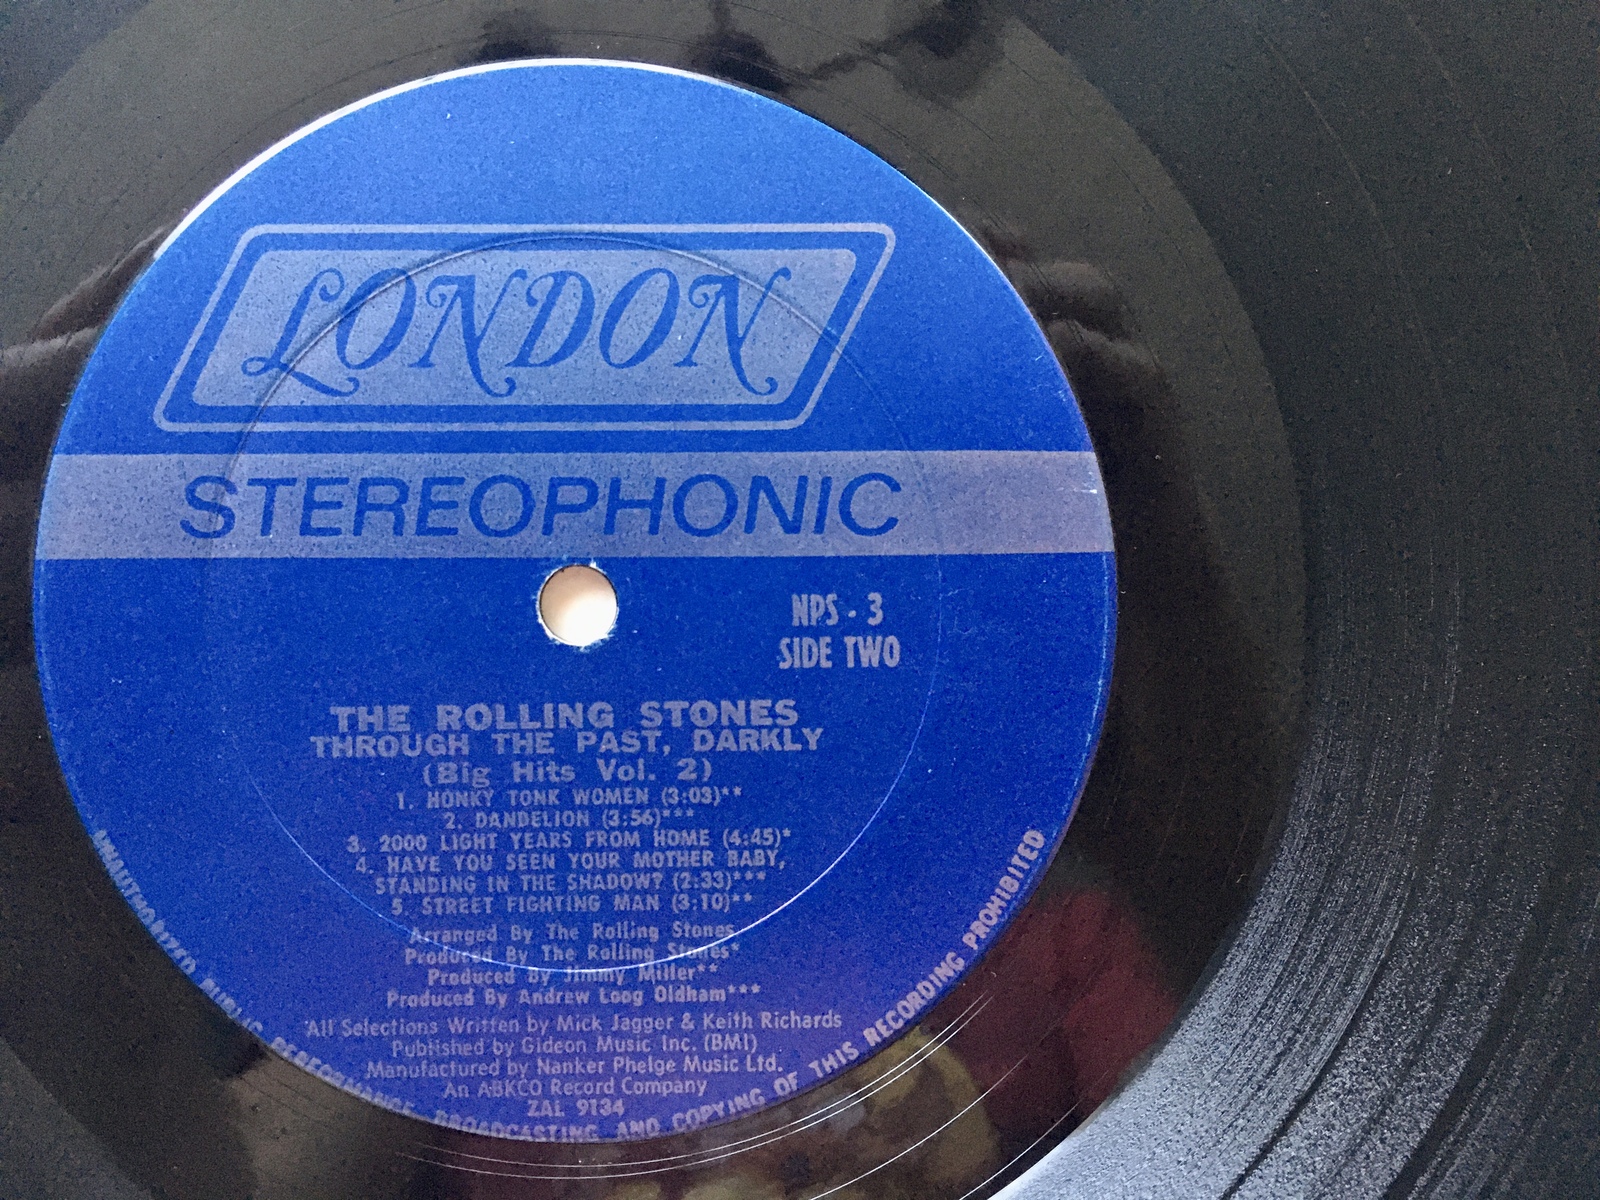 LONDON
STEREOPHONIC
NPS - 3
SIDE TWO
THE ROLLING STONES
THROUGH THE PAST, DARKLY
(Big Hits Vol. 2)
1. HONKY TONK WOMEN (3:03)**
2. DANDELION (3:56)***
3. 2000 LIGHT YEARS FROM HOME (4:45)*
4. HAVE YOU SEEN YOUR MOTHER BABY,
STANDING IN THE SHADOW? (2:33)***
5. STREET FIGHTING MAN (3:10)**
Arranged By The Rolling Stones
Produced By The Rolling Stones*
Produced By Jimmy Miller**
Produced By Andrew Loog Oldham***
All Selections Written by Mick Jagger & Keith Richards
Published by Gideon Music Inc. (BMI)
Manufactured by Nanker Phelge Music Ltd.
An ABKCO Record Company
ZAL 9134
UNAUTHORIZED PUBLIC PERFORMANCE, BROADCASTING AND COPYING OF THIS RECORDING PROHIBITED